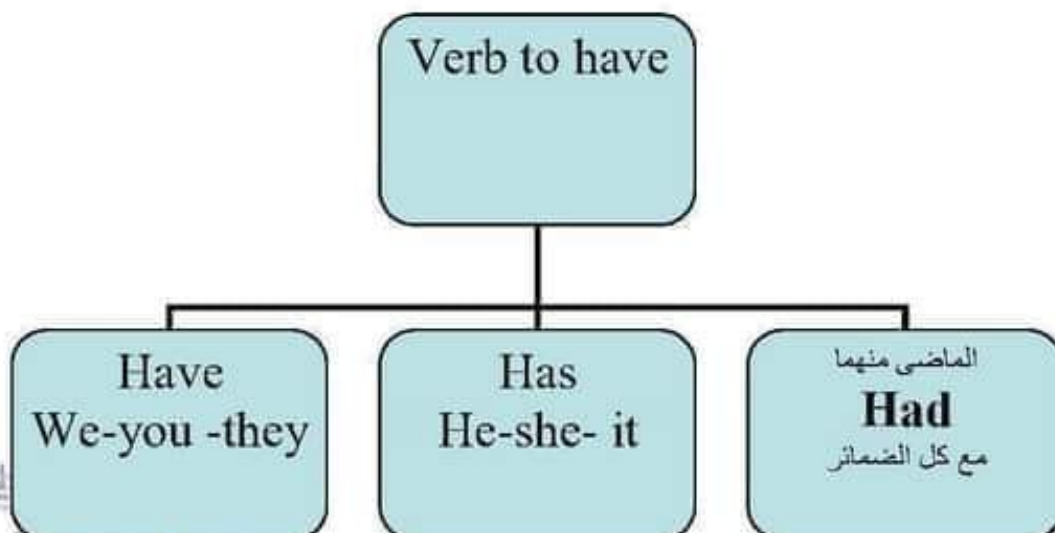 Verb to have
Have
We-you -they
Has
He-she- it
الماضى منهما
Had
مع كل الضمائر